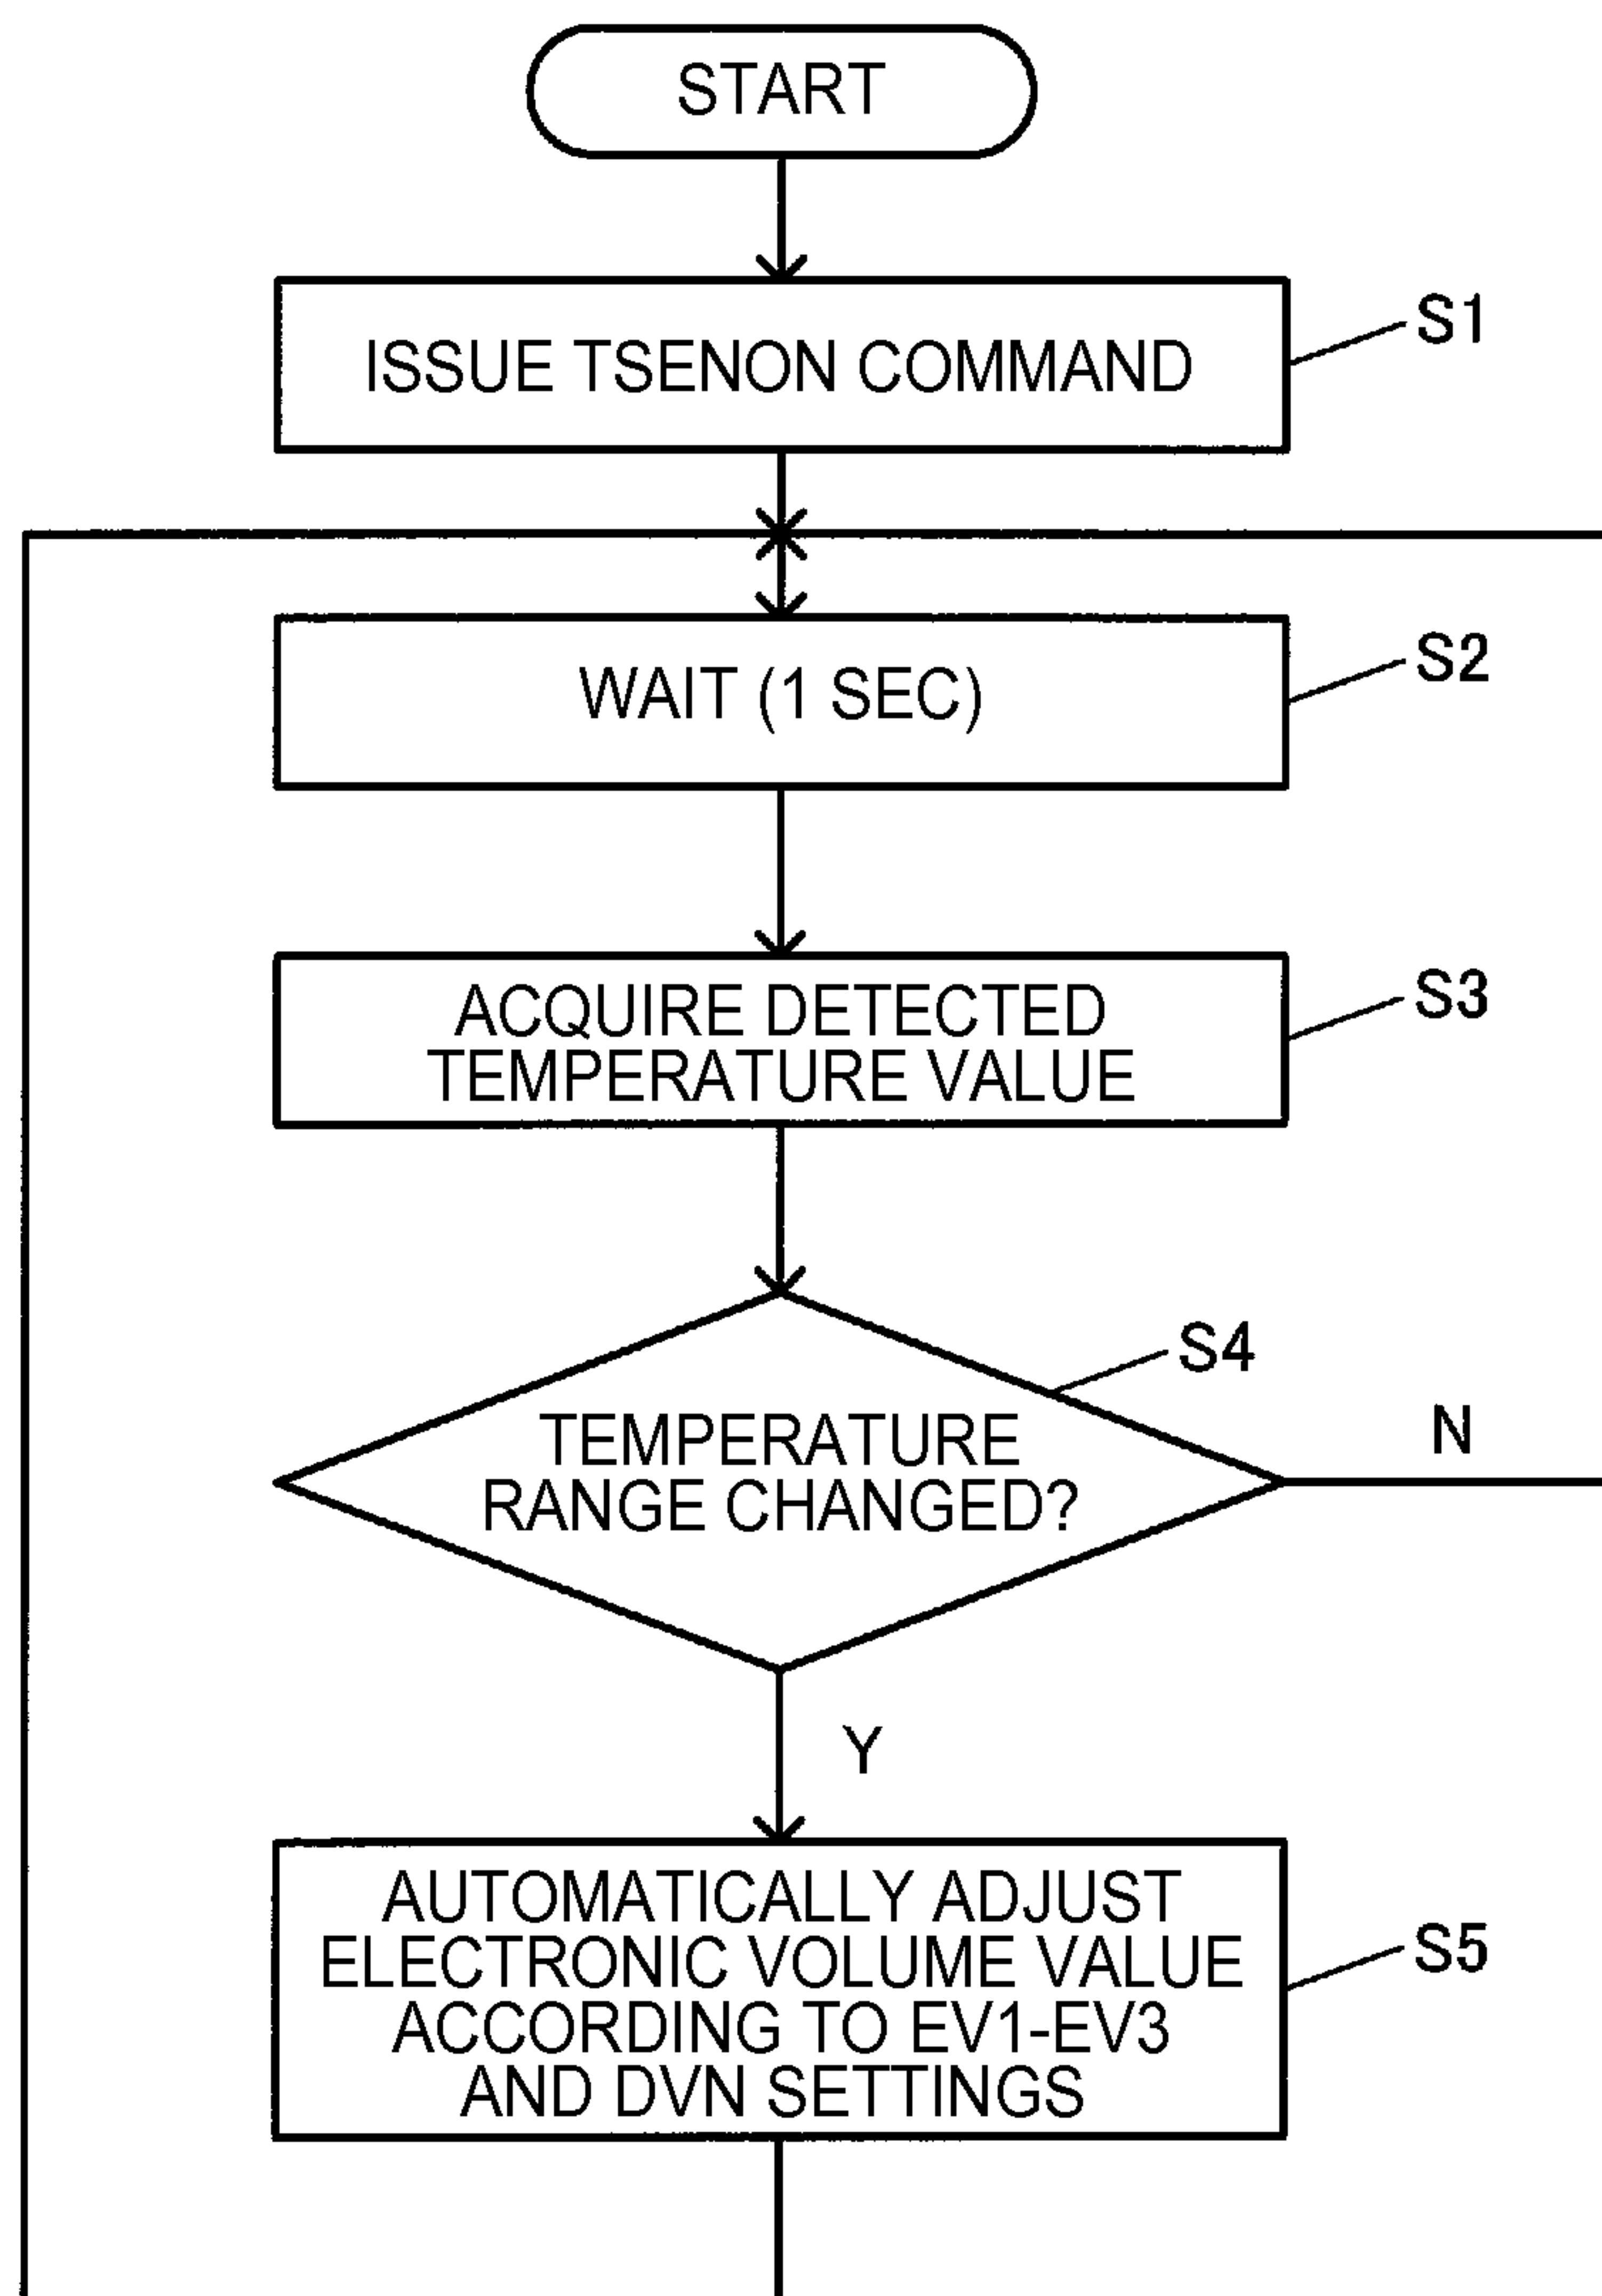 START
ISSUE TSENON COMMAND
S1
WAIT (1 SEC)
S2
ACQUIRE DETECTED
TEMPERATURE VALUE
S3
S4
TEMPERATURE
RANGE CHANGED?
N
Y
AUTOMATICALLY ADJUST
ELECTRONIC VOLUME VALUE
ACCORDING TO EV1-EV3
AND DVN SETTINGS
S5